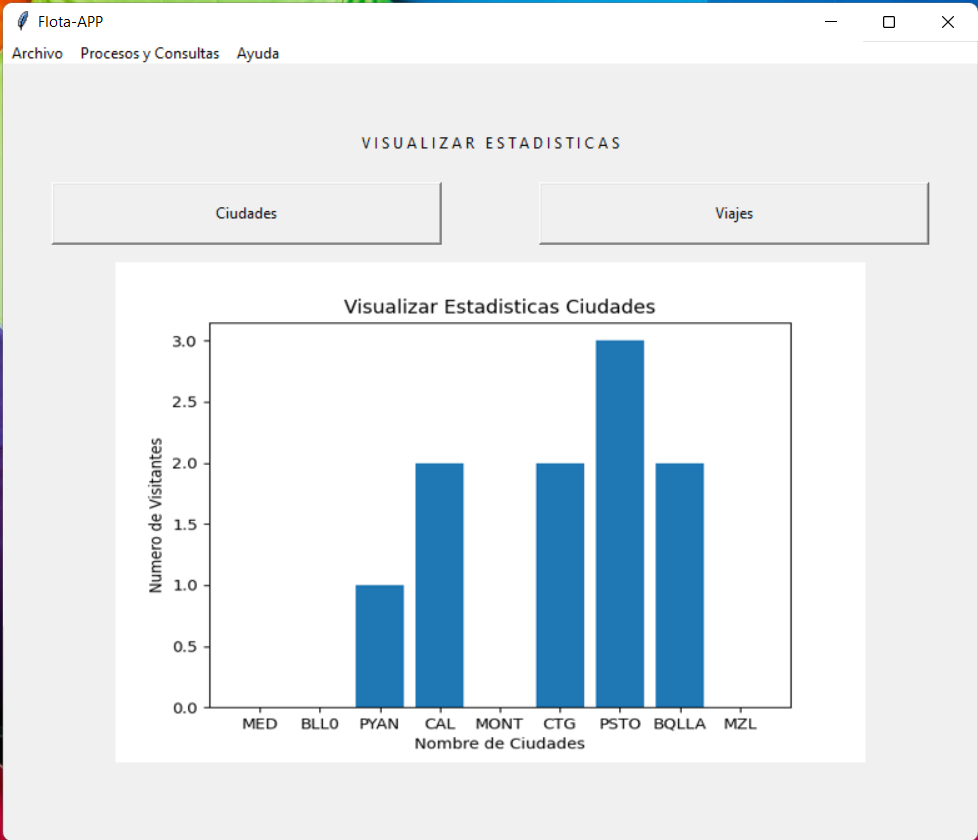 Flota-APP
Archivo Procesos y Consultas Ayuda
VISUALIZAR ESTADISTICAS
Ciudades Viajes
Visualizar Estadisticas Ciudades
3.0
2.5
2.0
1.5
1.0
0.5
0.0
Numero de Visitantes
MED BLL0 PYAN CAL MONT CTG PSTO BQLLA MZL
Nombre de Ciudades